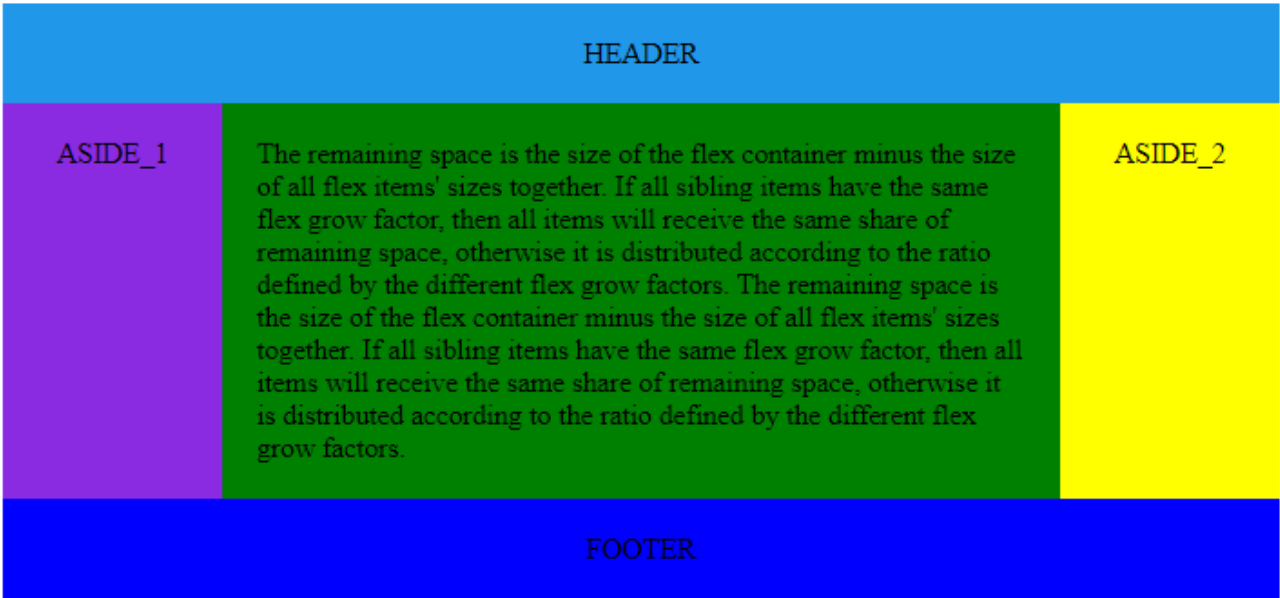 HEADER
ASIDE_1
The remaining space is the size of the flex container minus the size
of all flex items' sizes together. If all sibling items have the same
flex grow factor, then all items will receive the same share of
remaining space, otherwise it is distributed according to the ratio
defined by the different flex grow factors. The remaining space is
the size of the flex container minus the size of all flex items' sizes
together. If all sibling items have the same flex grow factor, then all
items will receive the same share of remaining space, otherwise it
is distributed according to the ratio defined by the different flex
grow factors.
ASIDE_2
FOOTER